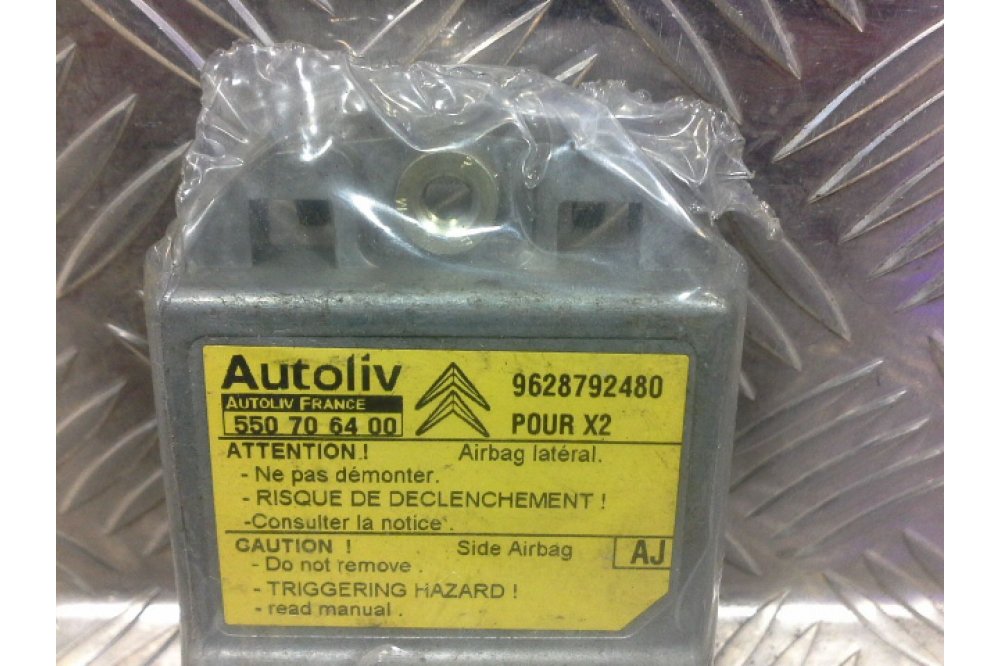 Autoliv
9628792480
AUTOLIV FRANCE
550 70 64 00
POUR X2
ATTENTION ! Airbag latéral.
- Ne pas démonter.
- RISQUE DE DECLENCHEMENT !
-Consulter la notice .
CAUTION ! Side Airbag
AJ
- Do not remove .
- TRIGGERING HAZARD !
- read manual .